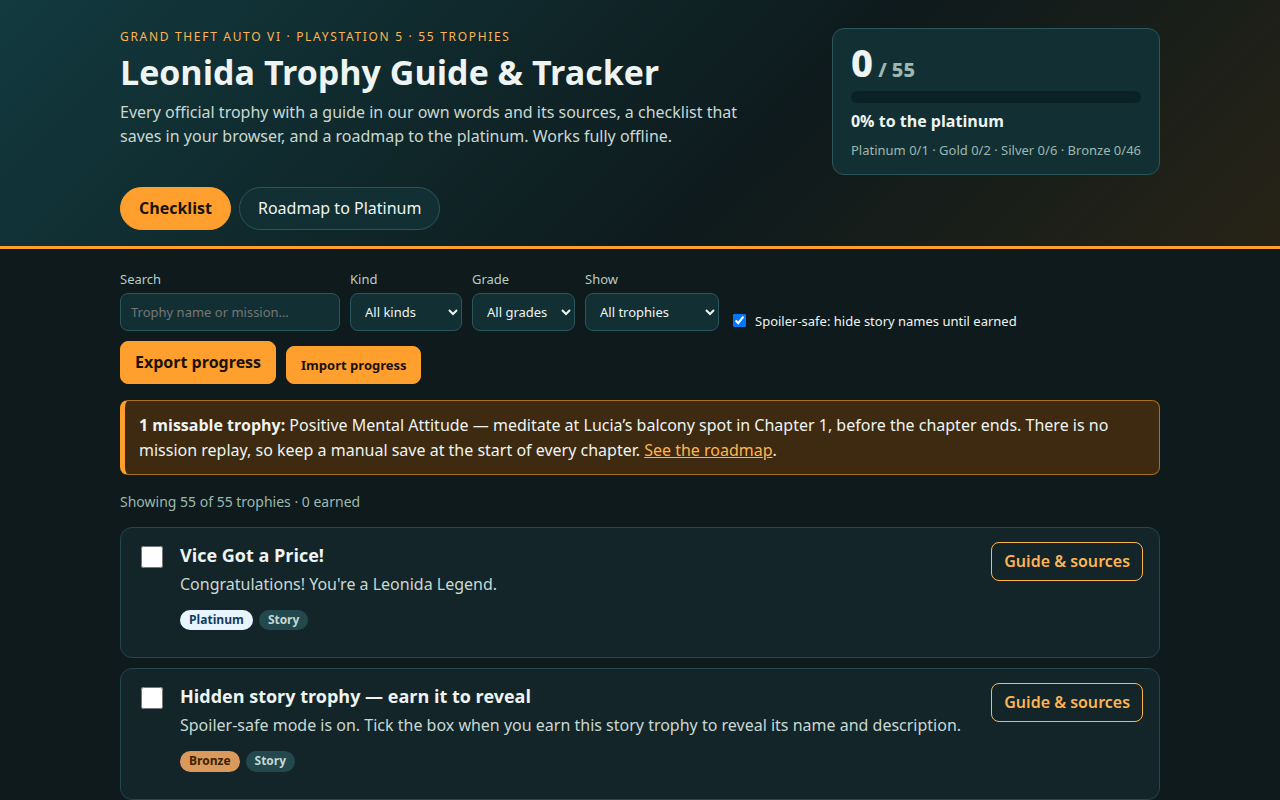 GRAND THEFT AUTO VI · PLAYSTATION 5 · 55 TROPHIES
Leonida Trophy Guide & Tracker
Every official trophy with a guide in our own words and its sources, a checklist that
saves in your browser, and a roadmap to the platinum. Works fully offline.
0 / 55
0% to the platinum
Platinum 0/1 · Gold 0/2 · Silver 0/6 · Bronze 0/46
Checklist
Roadmap to Platinum
Search
Kind
Grade
Show
Trophy name or mission...
All kinds
All grades
All trophies
Spoiler-safe: hide story names until earned
Export progress
Import progress
1 missable trophy: Positive Mental Attitude — meditate at Lucia’s balcony spot in Chapter 1, before the chapter ends. There is no
mission replay, so keep a manual save at the start of every chapter. See the roadmap.
Showing 55 of 55 trophies · 0 earned
Vice Got a Price!
Guide & sources
Congratulations! You're a Leonida Legend.
Platinum
Story
Hidden story trophy — earn it to reveal
Guide & sources
Spoiler-safe mode is on. Tick the box when you earn this story trophy to reveal its name and description.
Bronze
Story